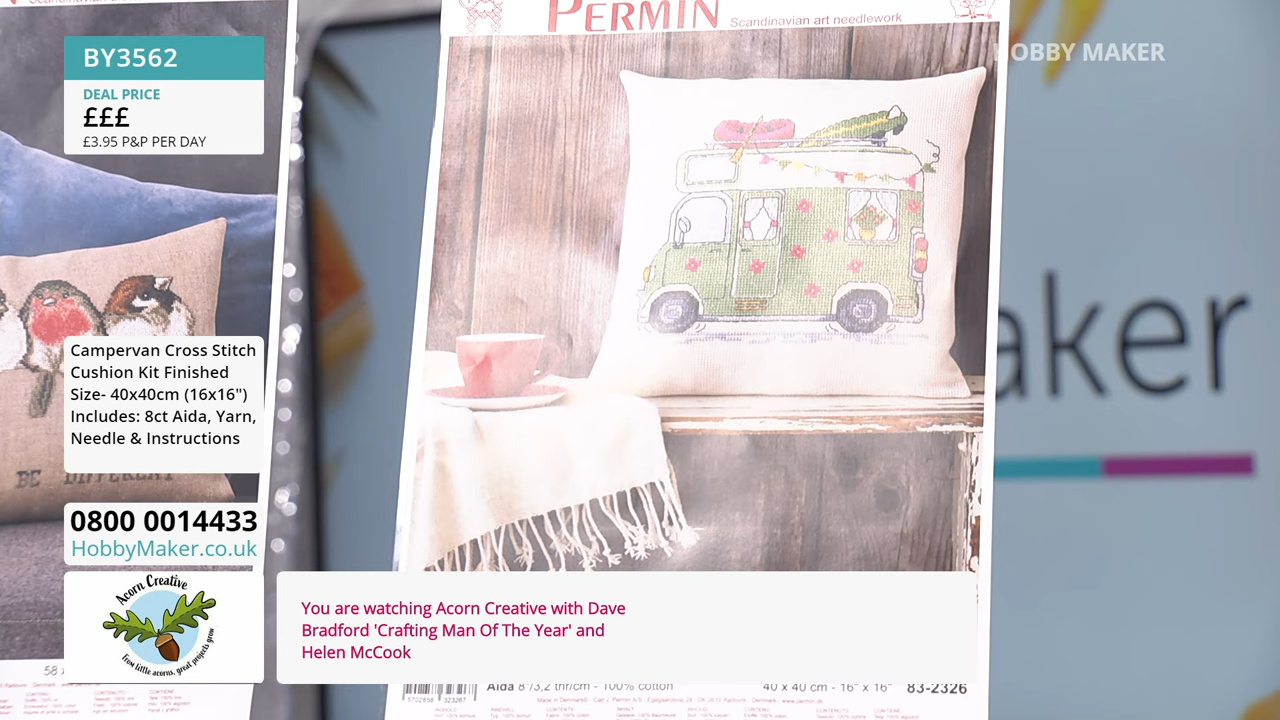 PERMIN
Scandinavian art needlework
HOBBY MAKER
BY3562
DEAL PRICE
£££
£3.95 P&P PER DAY
Campervan Cross Stitch
Cushion Kit Finished
Size- 40x40cm (16x16")
Includes: 8ct Aida, Yarn,
Needle & Instructions
BE DIFFERENT
aker
0800 0014433
HobbyMaker.co.uk
Acorn Creative
From little acorns, great projects grow
You are watching Acorn Creative with Dave
Bradford 'Crafting Man Of The Year' and
Helen McCook
58
Aida 8 /3,2 thr/cm - 100% cotton
40 x 40 cm - 16" x 16"
83-2326
5702658 323267